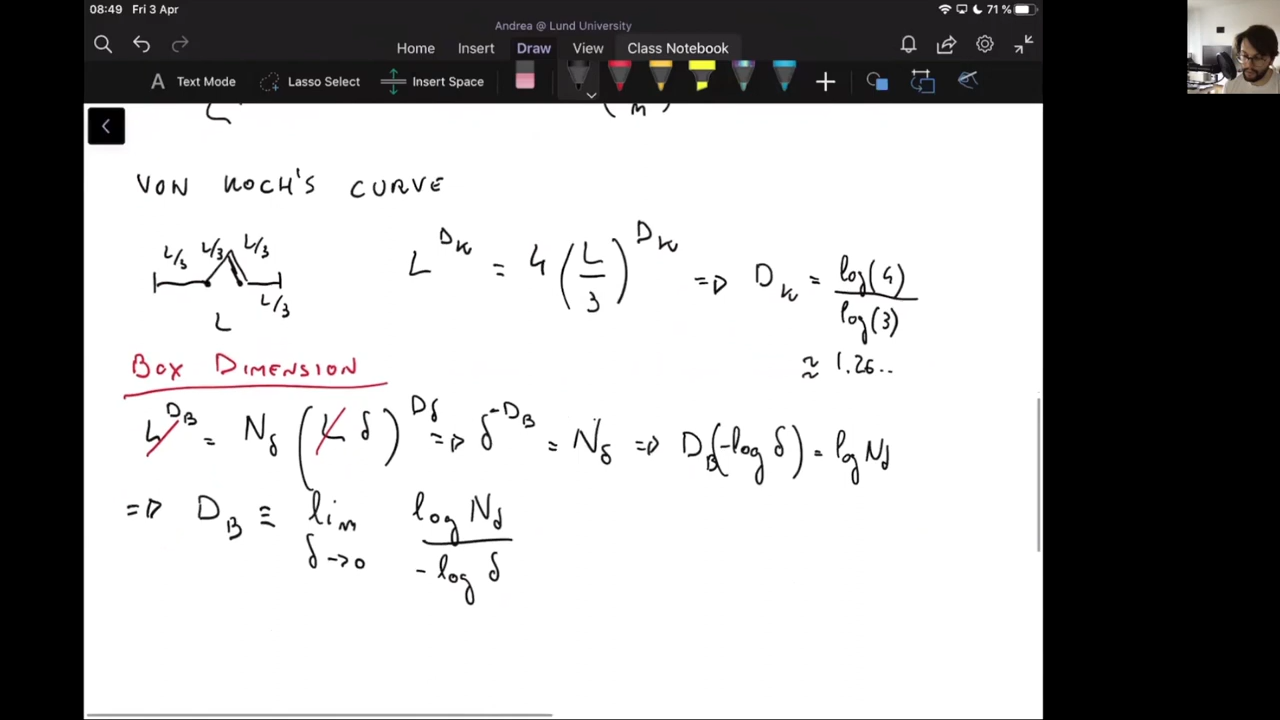 08:49 Fri 3 Apr 71 %
Andrea @ Lund University
Home Insert Draw View Class Notebook
Text Mode Lasso Select Insert Space
VON KOCH'S CURVE
L/3 L/3 L/3
L/3
L
L^{D_K} = 4 (L/3)^{D_K} => D_K = log(4)/log(3)
≈ 1.26..
BOX DIMENSION
L^{D_B} = N_δ (L δ)^{Dδ} => δ^{-D_B} = N_δ => D_B(-log δ) = log N_δ
=> D_B ≡ lim_{δ→0} log N_δ / -log δ